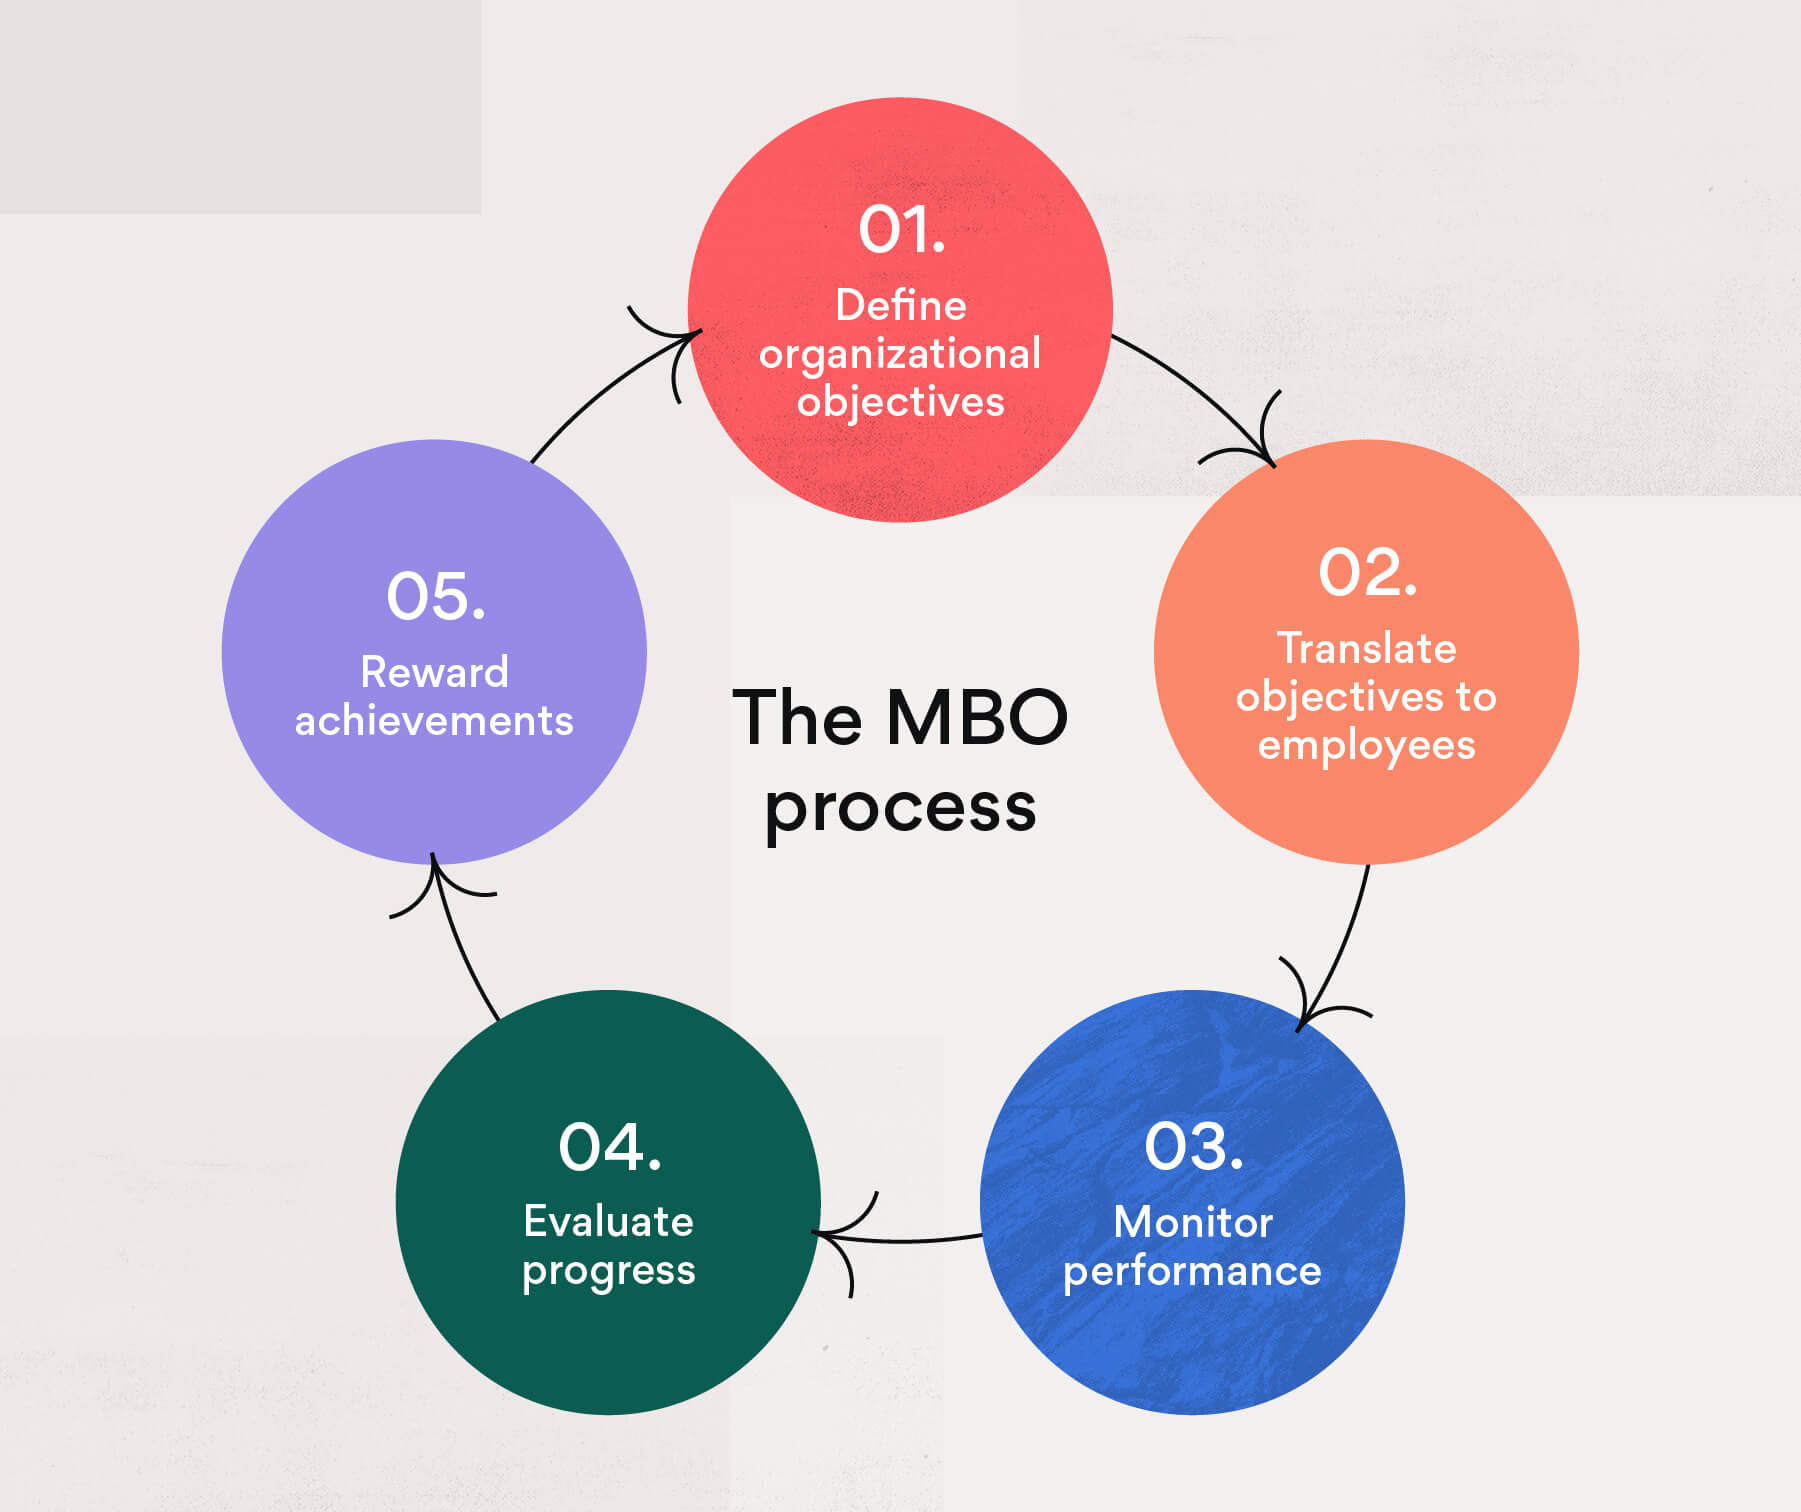 01.
Define
organizational
objectives
02.
Translate
objectives to
employees
03.
Monitor
performance
04.
Evaluate
progress
05.
Reward
achievements
The MBO
process